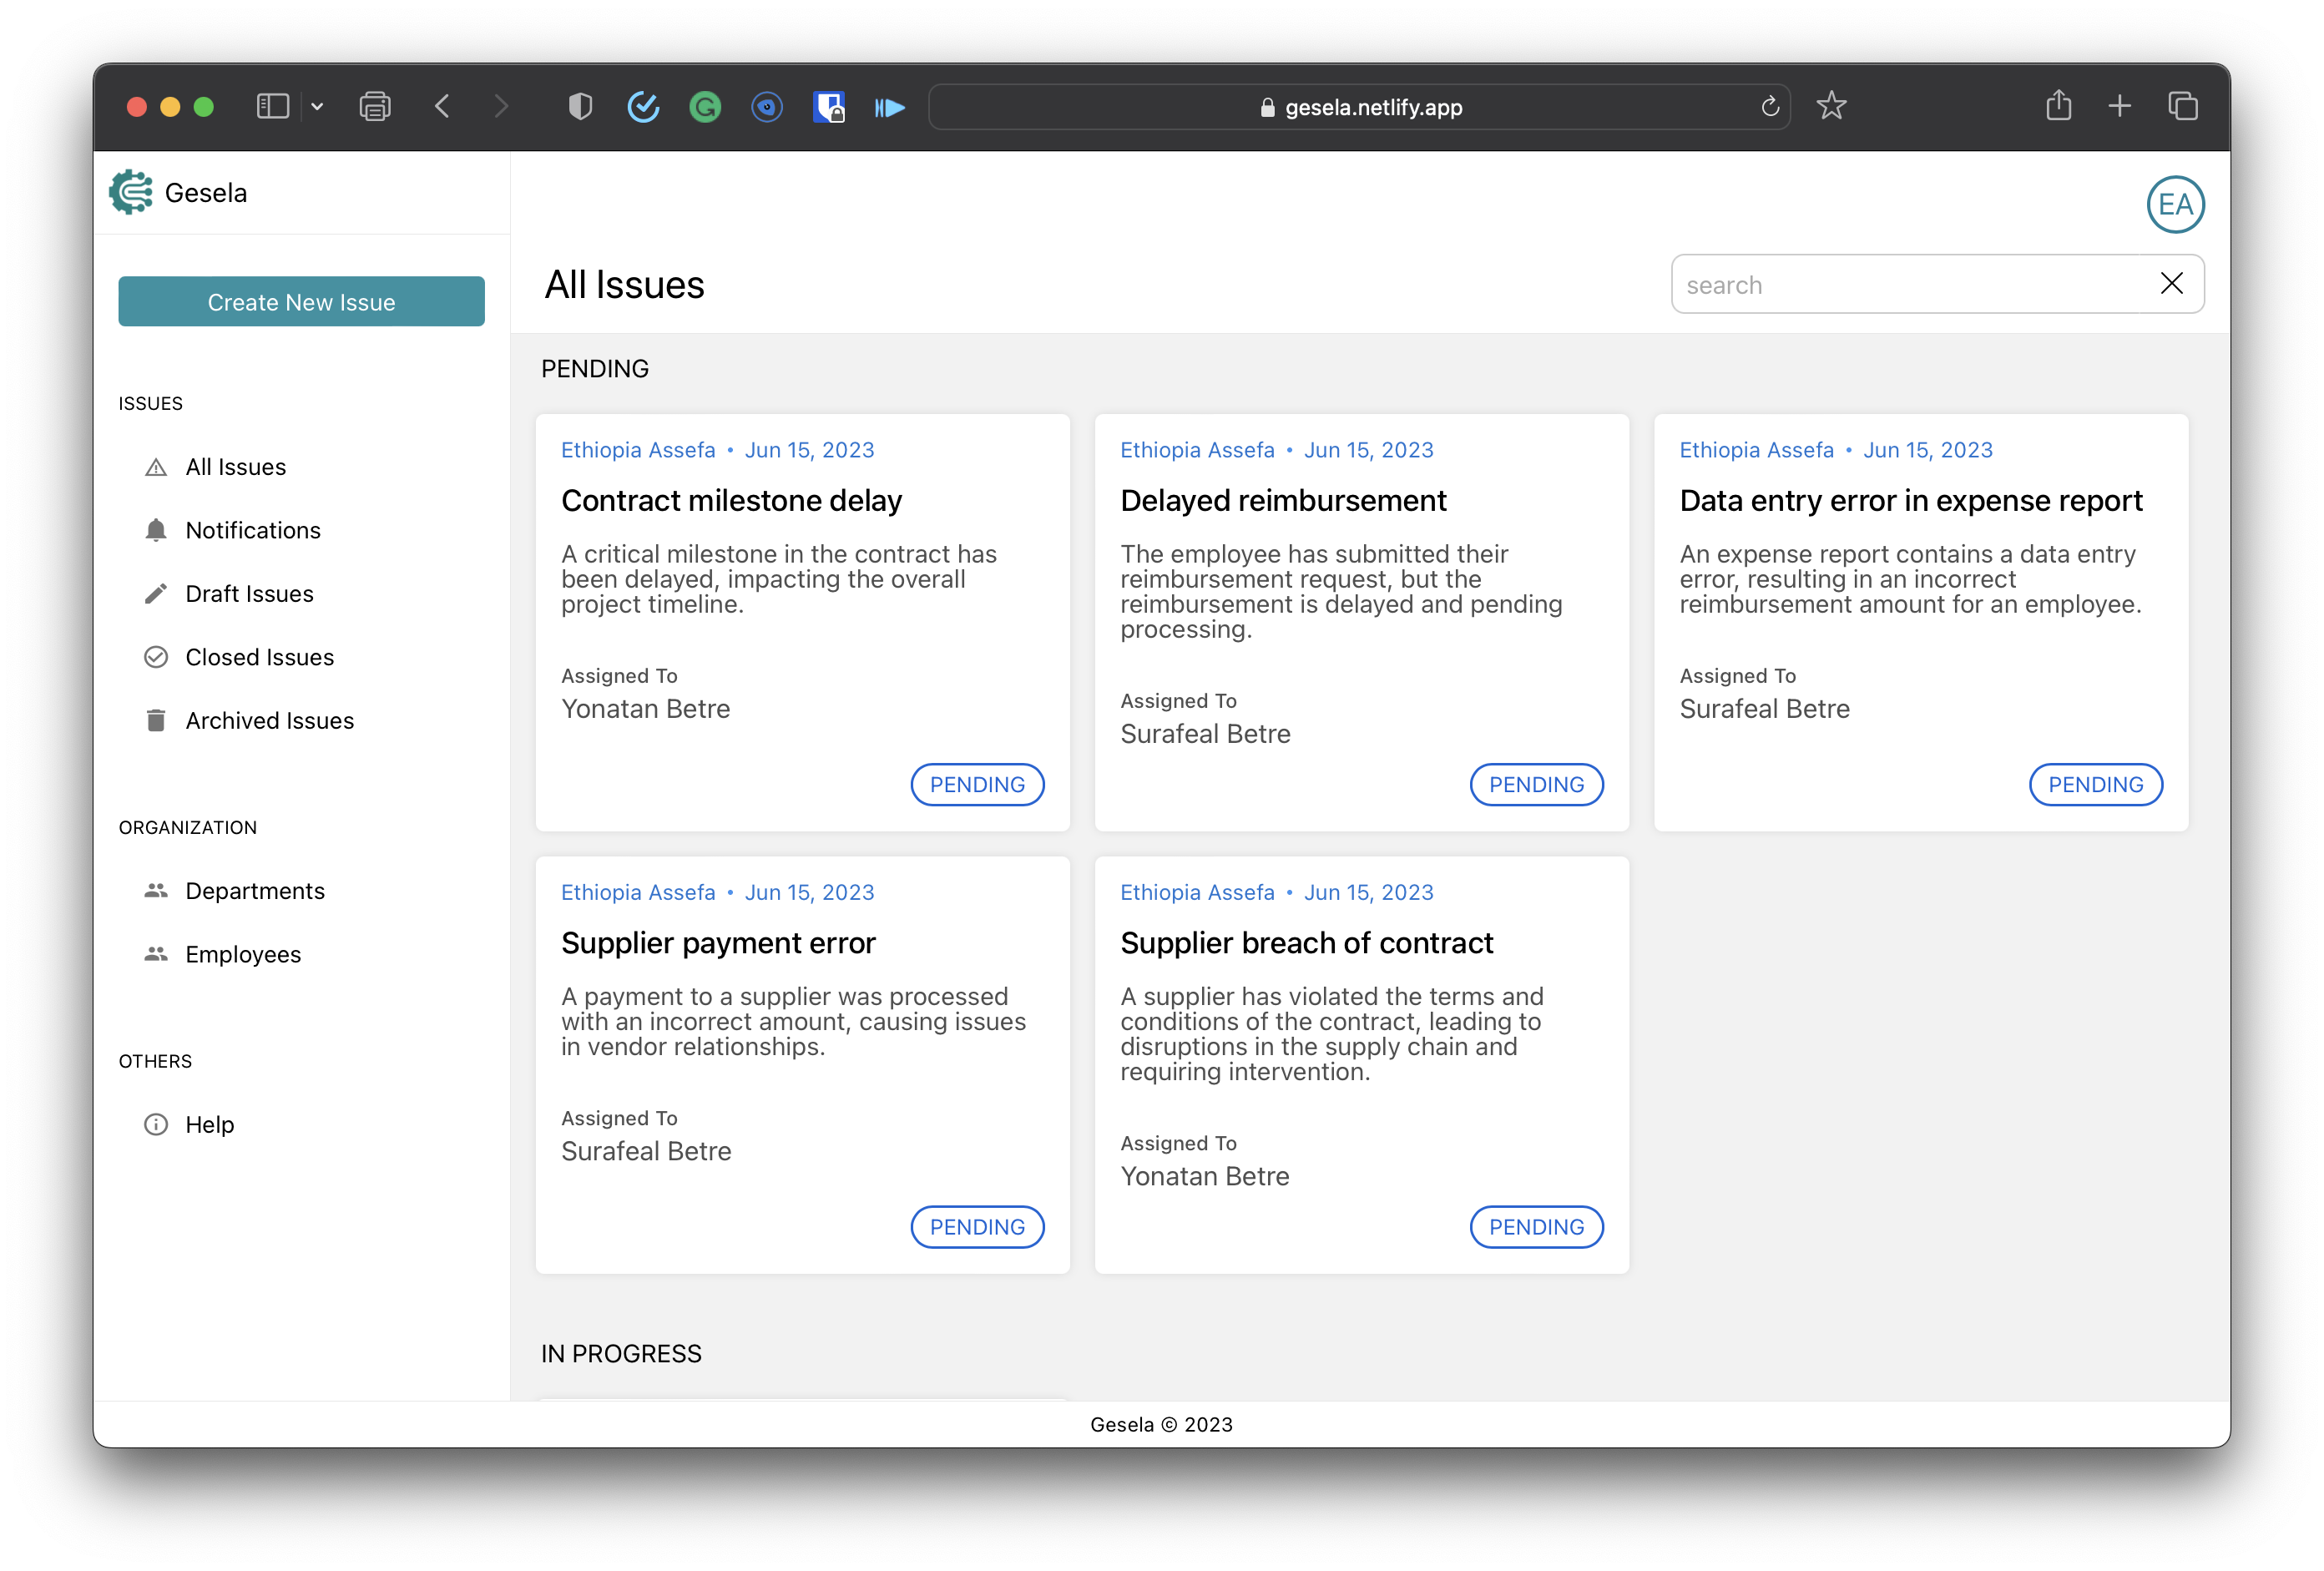 gesela.netlify.app
Gesela
EA
Create New Issue
All Issues
search
ISSUES
All Issues
Notifications
Draft Issues
Closed Issues
Archived Issues
ORGANIZATION
Departments
Employees
OTHERS
Help
PENDING
Ethiopia Assefa • Jun 15, 2023
Contract milestone delay
A critical milestone in the contract has
been delayed, impacting the overall
project timeline.
Assigned To
Yonatan Betre
PENDING
Ethiopia Assefa • Jun 15, 2023
Delayed reimbursement
The employee has submitted their
reimbursement request, but the
reimbursement is delayed and pending
processing.
Assigned To
Surafeal Betre
PENDING
Ethiopia Assefa • Jun 15, 2023
Data entry error in expense report
An expense report contains a data entry
error, resulting in an incorrect
reimbursement amount for an employee.
Assigned To
Surafeal Betre
PENDING
Ethiopia Assefa • Jun 15, 2023
Supplier payment error
A payment to a supplier was processed
with an incorrect amount, causing issues
in vendor relationships.
Assigned To
Surafeal Betre
PENDING
Ethiopia Assefa • Jun 15, 2023
Supplier breach of contract
A supplier has violated the terms and
conditions of the contract, leading to
disruptions in the supply chain and
requiring intervention.
Assigned To
Yonatan Betre
PENDING
IN PROGRESS
Gesela © 2023